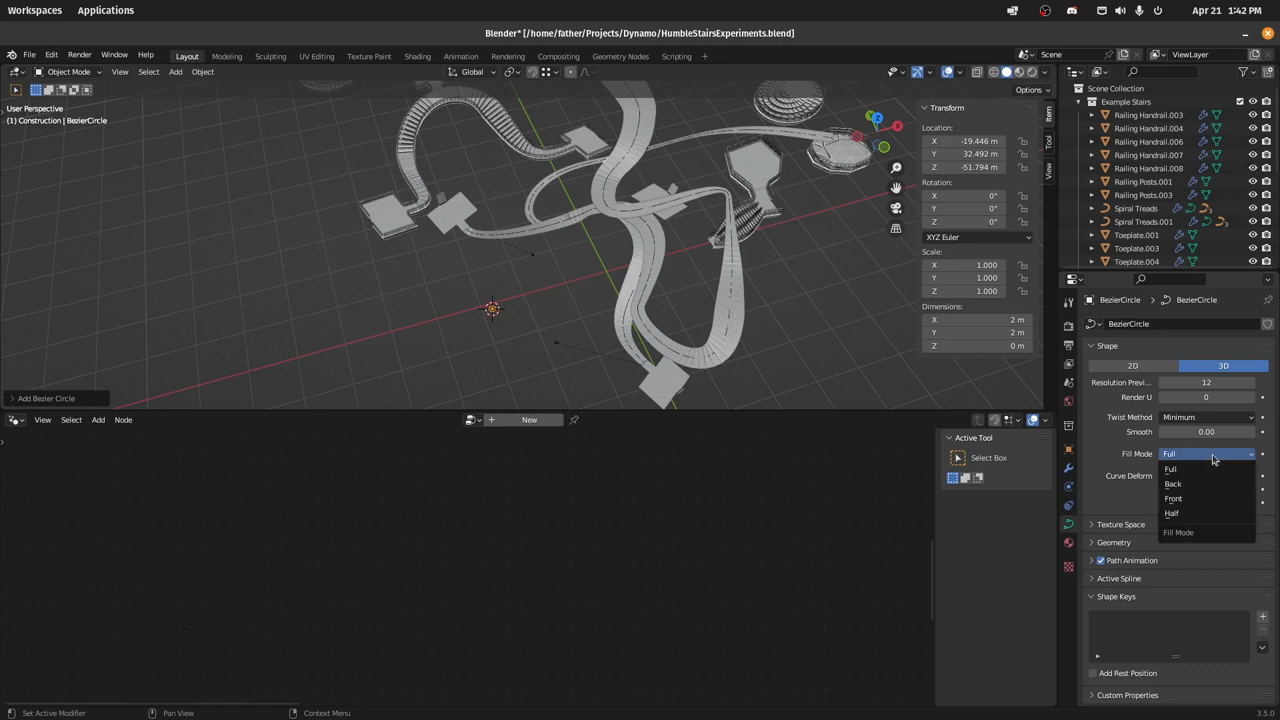 Workspaces Applications Apr 21 1:42 PM
Blender* [/home/father/Projects/Dynamo/HumbleStairsExperiments.blend]
File Edit Render Window Help Layout Modeling Sculpting UV Editing Texture Paint Shading Animation Rendering Compositing Geometry Nodes Scripting Scene ViewLayer
Object Mode View Select Add Object Global
Options
User Perspective
(1) Construction | BezierCircle
Z
X
Y
Transform
Location:
X -19.446 m
Y 32.492 m
Z -51.794 m
Rotation:
X 0°
Y 0°
Z 0°
XYZ Euler
Scale:
X 1.000
Y 1.000
Z 1.000
Dimensions:
X 2 m
Y 2 m
Z 0 m
Item
Tool
View
Add Bezier Circle
Scene Collection
Example Stairs
Railing Handrail.003
Railing Handrail.004
Railing Handrail.006
Railing Handrail.007
Railing Handrail.008
Railing Posts.001
Railing Posts.003
Spiral Treads 3
Spiral Treads.001 3
Toeplate.001
Toeplate.003
Toeplate.004
BezierCircle BezierCircle
BezierCircle
Shape
2D 3D
Resolution Previ... 12
Render U 0
Twist Method Minimum
Smooth 0.00
Fill Mode Full
Full
Curve Deform
Back
Front
Half
Fill Mode
Texture Space
Geometry
Path Animation
Active Spline
Shape Keys
Add Rest Position
Custom Properties
View Select Add Node New
Active Tool
Select Box
Set Active Modifier Pan View Context Menu 3.5.0